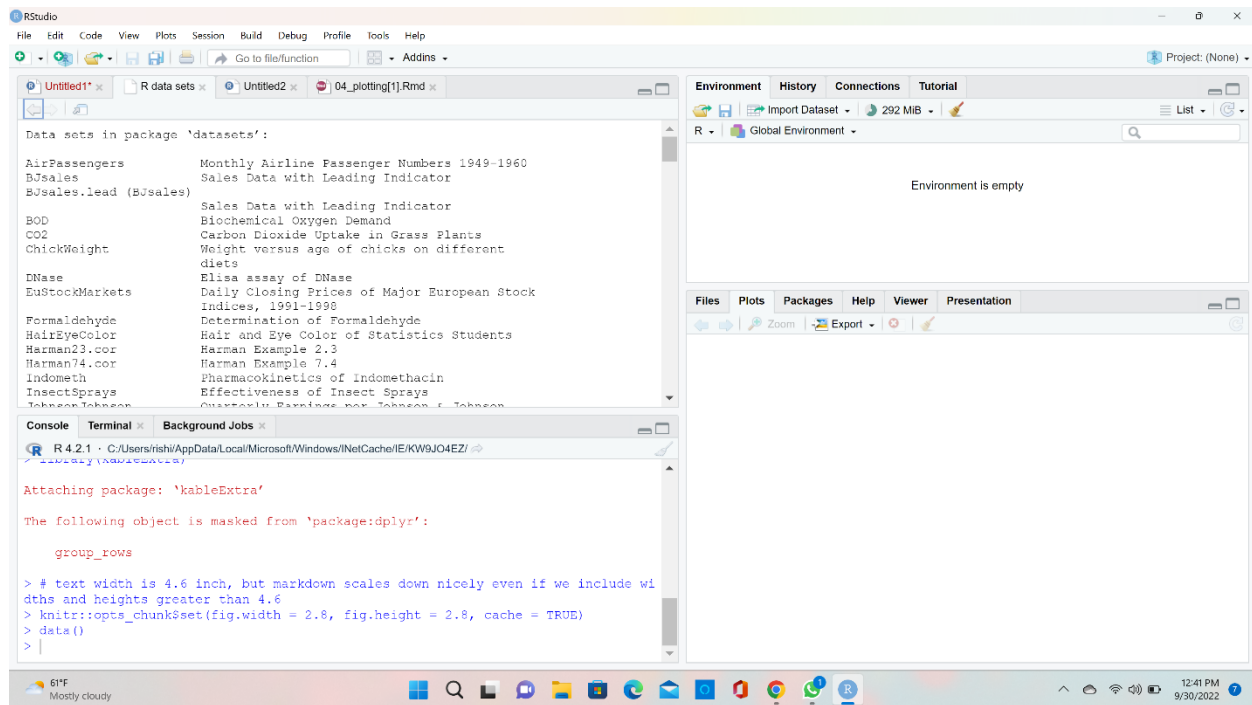 RStudio
File Edit Code View Plots Session Build Debug Profile Tools Help
Go to file/function Addins Project: (None)
Untitled1* R data sets Untitled2 04_plotting[1].Rmd
Data sets in package 'datasets':
AirPassengers Monthly Airline Passenger Numbers 1949-1960
BJsales Sales Data with Leading Indicator
BJsales.lead (BJsales)
Sales Data with Leading Indicator
BOD Biochemical Oxygen Demand
CO2 Carbon Dioxide Uptake in Grass Plants
ChickWeight Weight versus age of chicks on different
diets
DNase Elisa assay of DNase
EuStockMarkets Daily Closing Prices of Major European Stock
Indices, 1991-1998
Formaldehyde Determination of Formaldehyde
HairEyeColor Hair and Eye Color of Statistics Students
Harman23.cor Harman Example 2.3
Harman74.cor Harman Example 7.4
Indometh Pharmacokinetics of Indomethacin
InsectSprays Effectiveness of Insect Sprays
JohnsonJohnson Quarterly Earnings per Johnson & Johnson
Console Terminal Background Jobs
R 4.2.1 · C:/Users/rishi/AppData/Local/Microsoft/Windows/INetCache/IE/KW9JO4EZ/
> library(kableExtra)
Attaching package: ‘kableExtra’
The following object is masked from ‘package:dplyr’:
group_rows
> # text width is 4.6 inch, but markdown scales down nicely even if we include wi
dths and heights greater than 4.6
> knitr::opts_chunk$set(fig.width = 2.8, fig.height = 2.8, cache = TRUE)
> data()
>
Environment History Connections Tutorial
Import Dataset 292 MiB List
R Global Environment
Environment is empty
Files Plots Packages Help Viewer Presentation
Zoom Export
61°F
Mostly cloudy
1
12:41 PM
9/30/2022
7